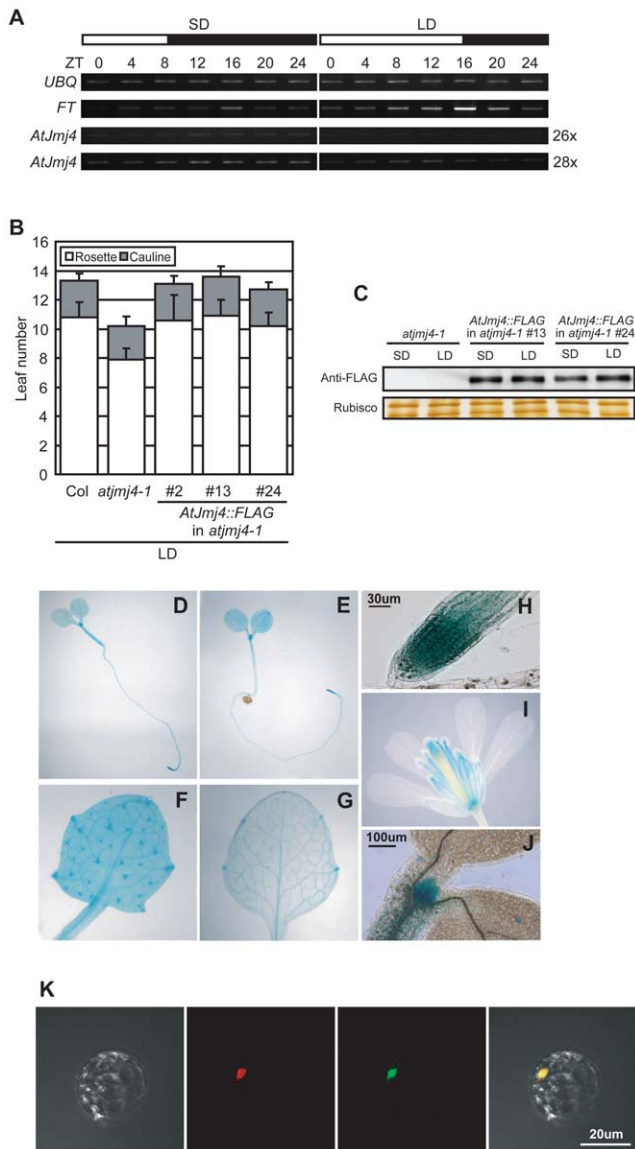 A
SD LD
ZT 0 4 8 12 16 20 24 0 4 8 12 16 20 24
UBQ
FT
AtJmj4 26x
AtJmj4 28x
B
16
14
12
10
8
6
4
2
0
Leaf number
Rosette Cauline
Col atjmj4-1 #2 #13 #24
AtJmj4::FLAG
in atjmj4-1
LD
C
atjmj4-1 AtJmj4::FLAG in atjmj4-1 #13 AtJmj4::FLAG in atjmj4-1 #24
SD LD SD LD SD LD
Anti-FLAG
Rubisco
D
E
30um H
I
F
G
100um J
K
20um